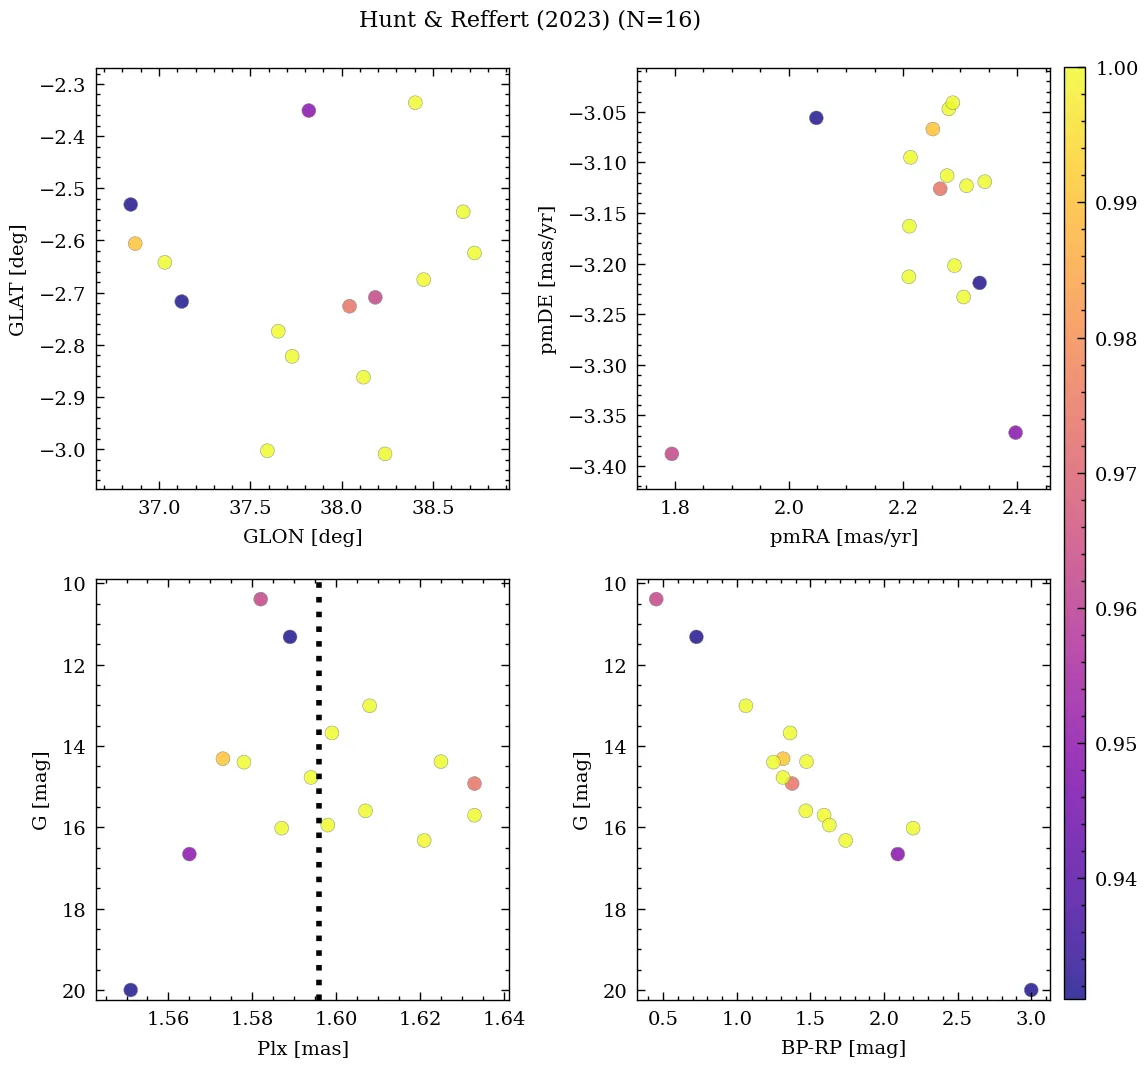 Hunt & Reffert (2023) (N=16)
−2.3
−2.4
−2.5
−2.6
−2.7
−2.8
−2.9
−3.0
GLAT [deg]
37.0 37.5 38.0 38.5
GLON [deg]
−3.05
−3.10
−3.15
−3.20
−3.25
−3.30
−3.35
−3.40
pmDE [mas/yr]
1.8 2.0 2.2 2.4
pmRA [mas/yr]
10
12
14
16
18
20
G [mag]
1.56 1.58 1.60 1.62 1.64
Plx [mas]
10
12
14
16
18
20
G [mag]
0.5 1.0 1.5 2.0 2.5 3.0
BP-RP [mag]
1.00
0.99
0.98
0.97
0.96
0.95
0.94